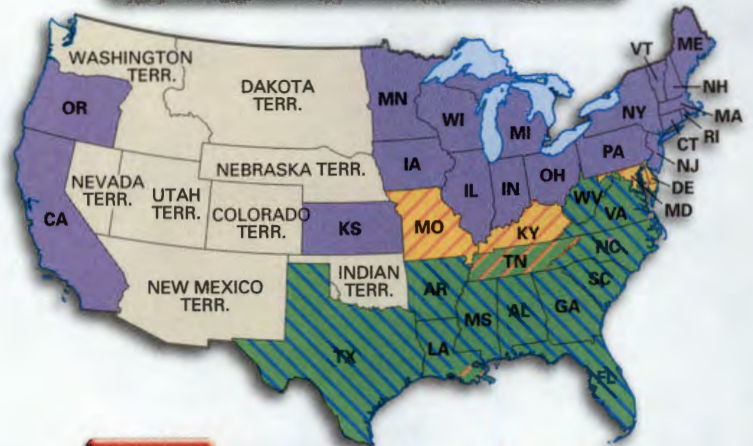 WASHINGTON
TERR.
DAKOTA
TERR.
OR
MN
WI
MI
VT
ME
NH
MA
RI
CT
NY
NJ
PA
DE
MD
IA
NEBRASKA TERR.
NEVADA
TERR.
UTAH
TERR.
COLORADO
TERR.
CA
KS
IL
IN
OH
WV
VA
MO
KY
NC
TN
NEW MEXICO
TERR.
INDIAN
TERR.
AR
SC
MS
AL
GA
LA
TX
FL